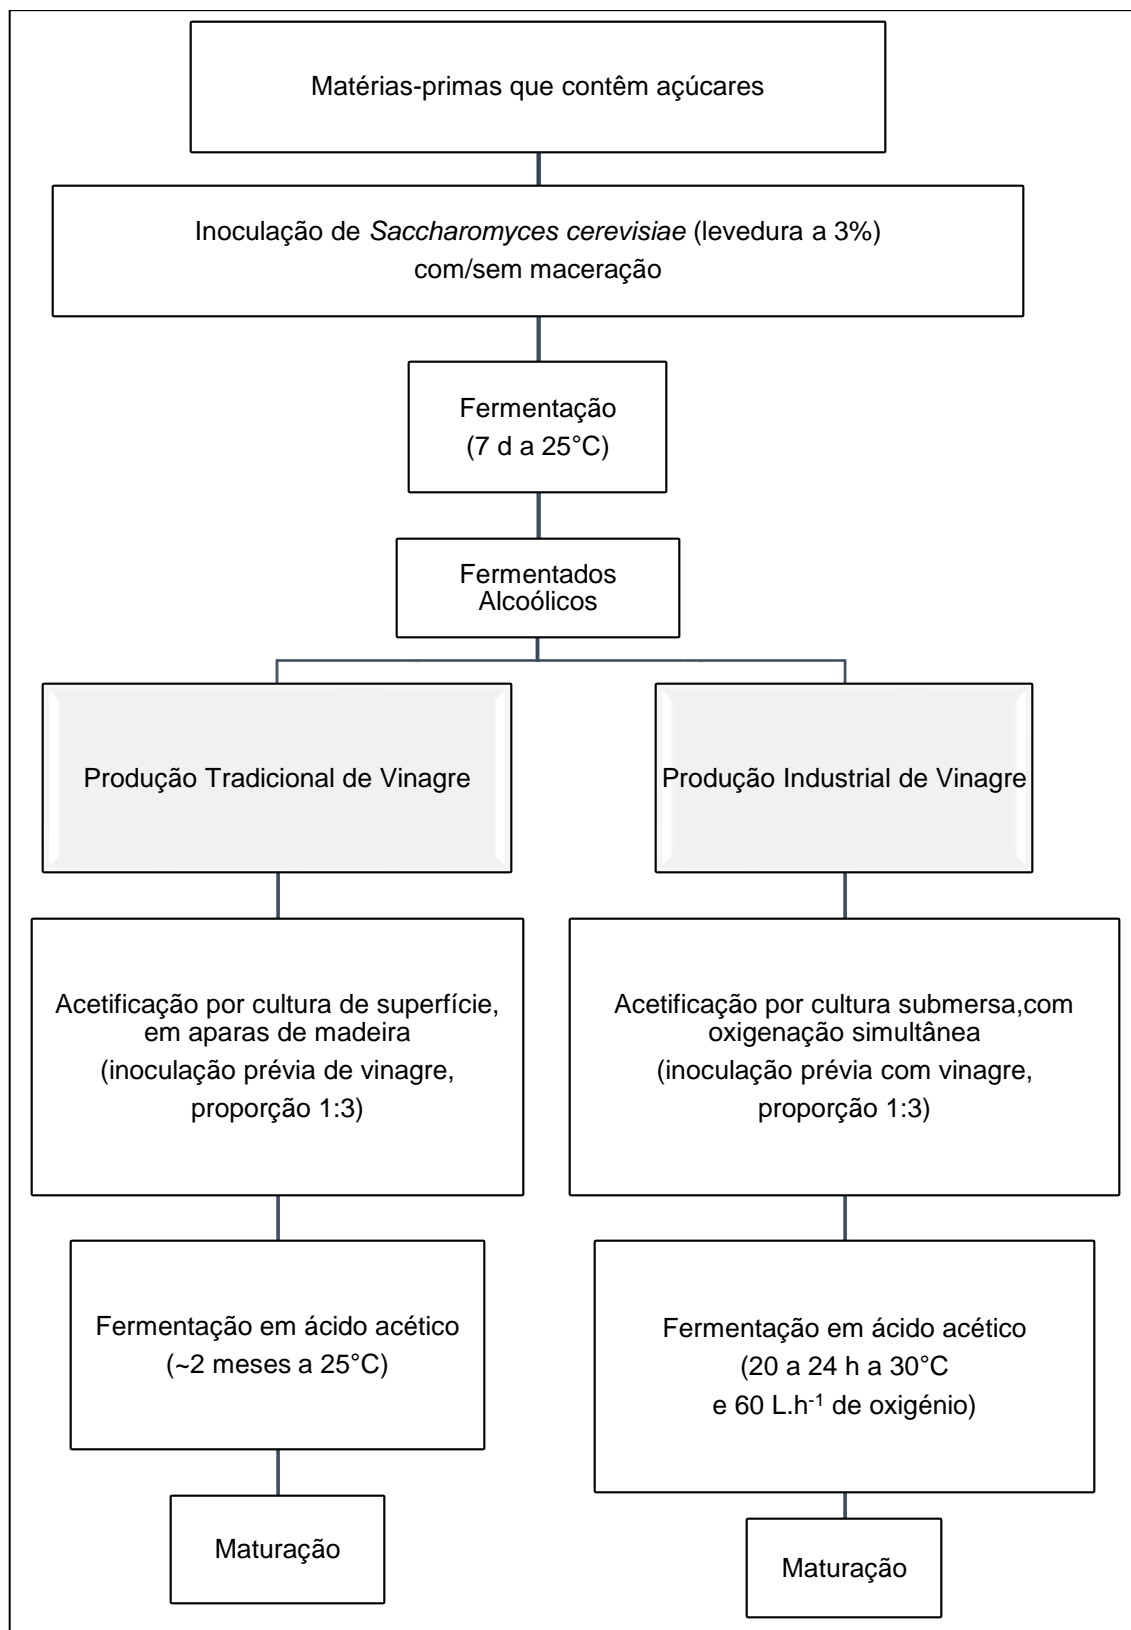 Matérias-primas que contêm açúcares
Inoculação de Saccharomyces cerevisiae (levedura a 3%)
com/sem maceração
Fermentação
(7 d a 25°C)
Fermentados
Alcoólicos
Produção Tradicional de Vinagre
Produção Industrial de Vinagre
Acetificação por cultura de superfície,
em aparas de madeira
(inoculação prévia de vinagre,
proporção 1:3)
Acetificação por cultura submersa,com
oxigenação simultânea
(inoculação prévia com vinagre,
proporção 1:3)
Fermentação em ácido acético
(~2 meses a 25°C)
Fermentação em ácido acético
(20 a 24 h a 30°C
e 60 L.h⁻¹ de oxigénio)
Maturação
Maturação